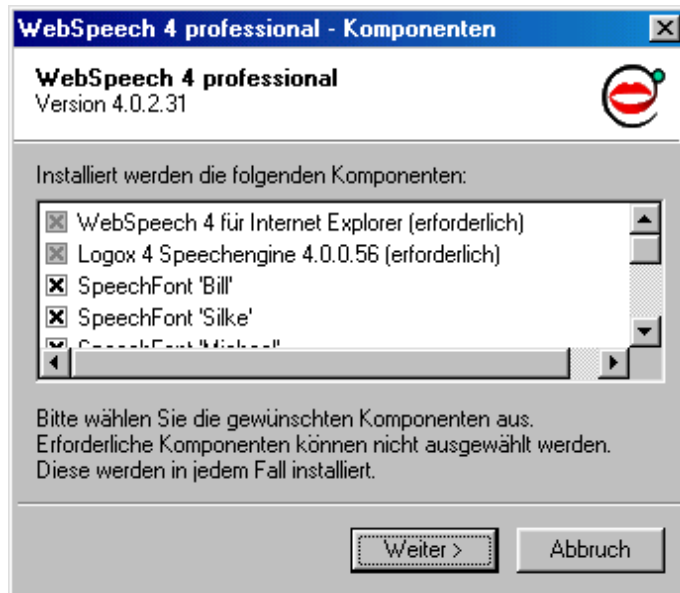 WebSpeech 4 professional - Komponenten
WebSpeech 4 professional
Version 4.0.2.31
Installiert werden die folgenden Komponenten:
WebSpeech 4 für Internet Explorer (erforderlich)
Logox 4 Speechengine 4.0.0.56 (erforderlich)
SpeechFont 'Bill'
SpeechFont 'Silke'
SpeechFont 'Michael'
Bitte wählen Sie die gewünschten Komponenten aus.
Erforderliche Komponenten können nicht ausgewählt werden.
Diese werden in jedem Fall installiert.
Weiter >
Abbruch